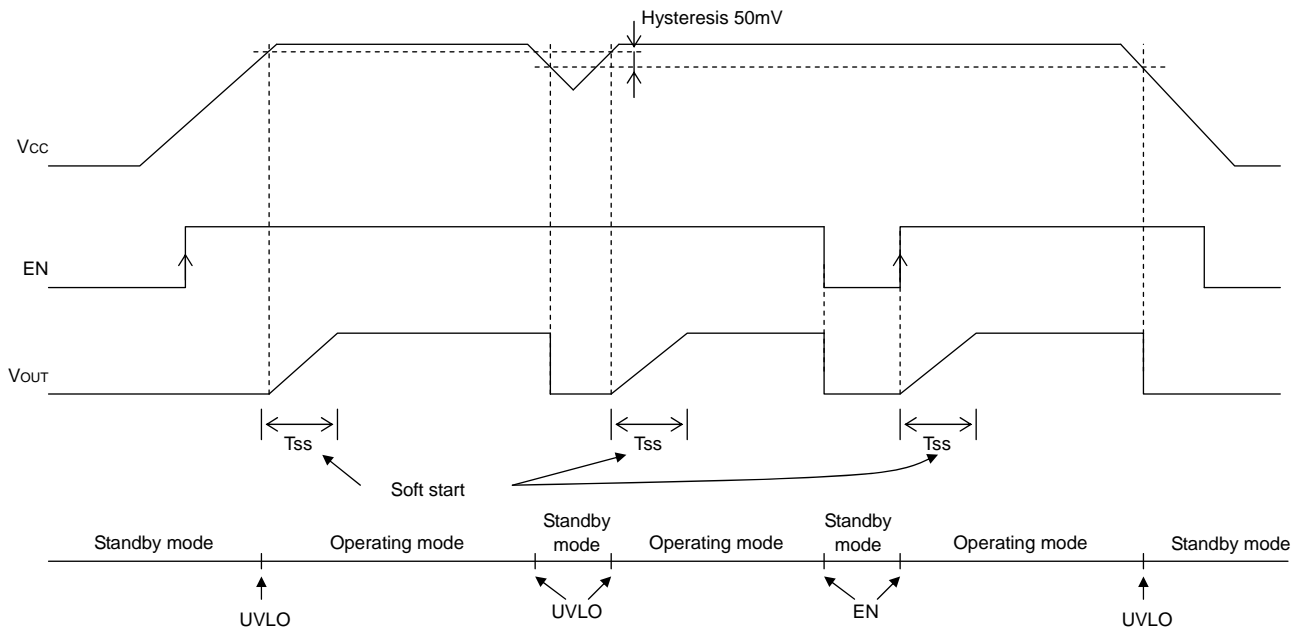 Hysteresis 50mV
VCC
EN
VOUT
Tss
Tss
Tss
Soft start
Standby mode
Operating mode
Standby
mode
Operating mode
Standby
mode
Operating mode
Standby mode
UVLO
UVLO
EN
UVLO